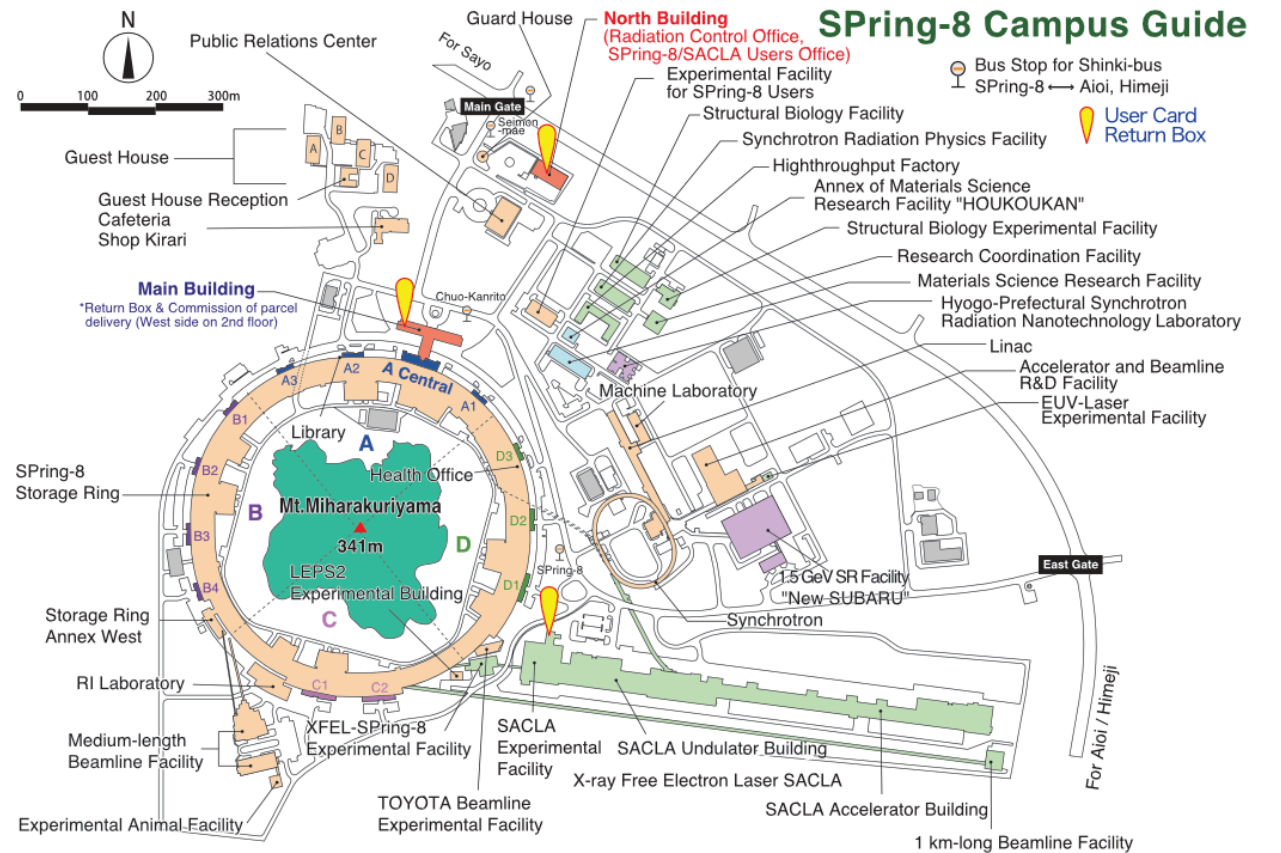 SPring-8 Campus Guide
N
0 100 200 300m
Public Relations Center
Guard House
For Sayo
North Building
(Radiation Control Office,
SPring-8/SACLA Users Office)
Bus Stop for Shinki-bus
SPring-8 ⟷ Aioi, Himeji
User Card
Return Box
Main Gate
Seimon
-mae
Experimental Facility
for SPring-8 Users
Structural Biology Facility
Synchrotron Radiation Physics Facility
Highthroughput Factory
Annex of Materials Science
Research Facility "HOUKOUKAN"
Structural Biology Experimental Facility
Research Coordination Facility
Materials Science Research Facility
Hyogo-Prefectural Synchrotron
Radiation Nanotechnology Laboratory
Linac
Accelerator and Beamline
R&D Facility
EUV-Laser
Experimental Facility
Guest House
A
B
C
D
Guest House Reception
Cafeteria
Shop Kirari
Main Building
*Return Box & Commission of parcel
delivery (West side on 2nd floor)
Chuo-Kanrito
Machine Laboratory
A3
A2
A Central
A1
B1
B2
B3
B4
C1
C2
D1
D2
D3
Library
A
Health Office
SPring-8
Storage Ring
B
Mt.Miharakuriyama
341m
D
LEPS2
Experimental Building
C
SPring-8
East Gate
1.5 GeV SR Facility
"New SUBARU"
Synchrotron
Storage Ring
Annex West
RI Laboratory
Medium-length
Beamline Facility
Experimental Animal Facility
XFEL-SPring-8
Experimental Facility
TOYOTA Beamline
Experimental Facility
SACLA
Experimental
Facility
SACLA Undulater Building
X-ray Free Electron Laser SACLA
SACLA Accelerator Building
1 km-long Beamline Facility
For Aioi / Himeji